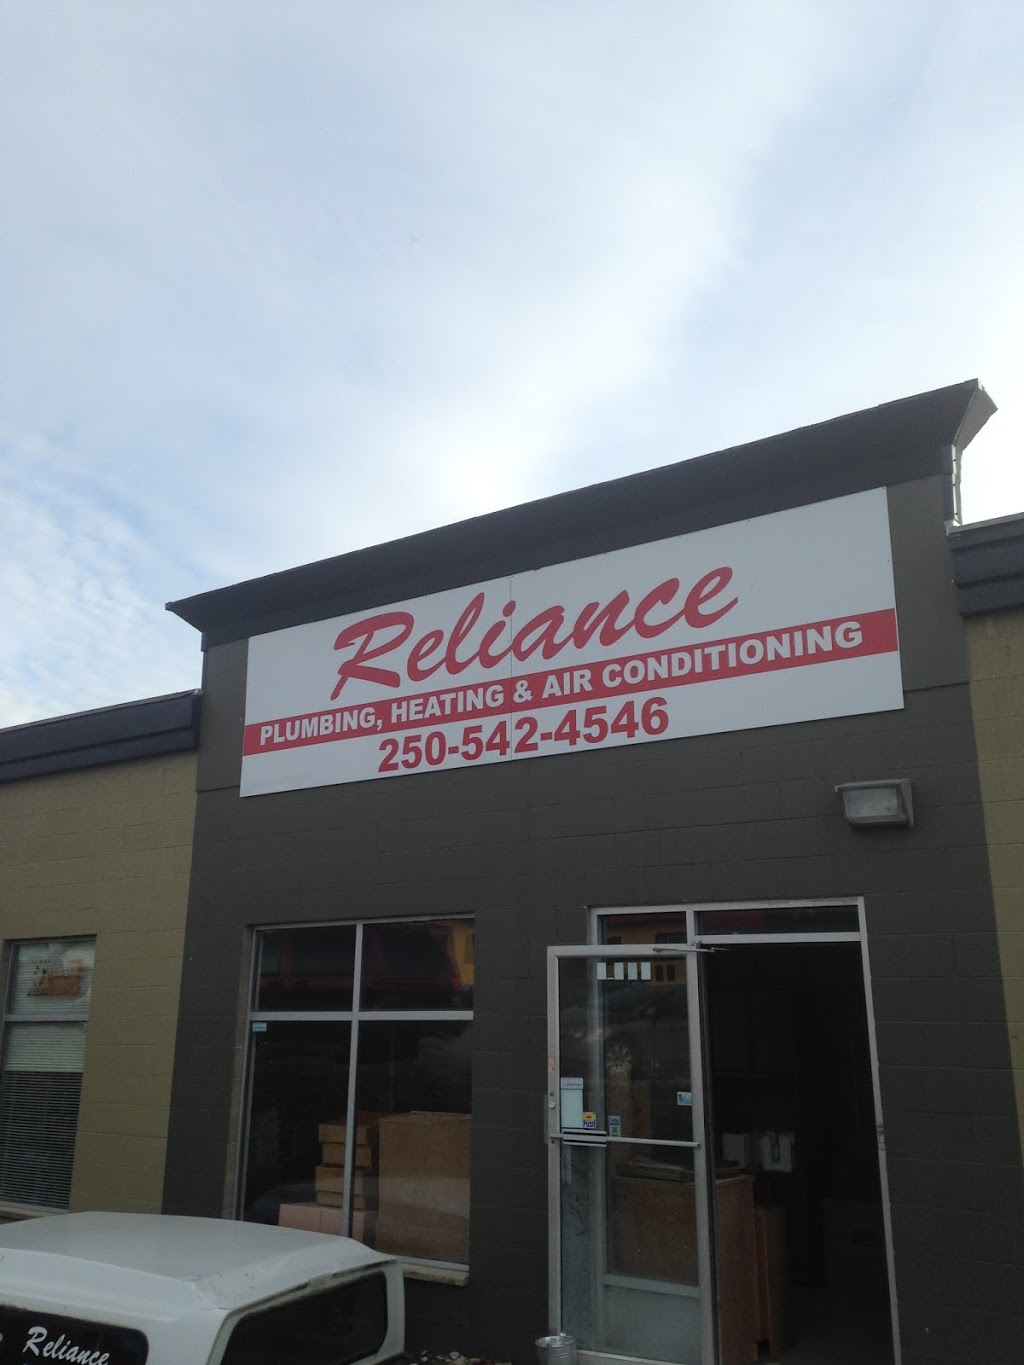 Reliance
PLUMBING, HEATING & AIR CONDITIONING
250-542-4546
Reliance